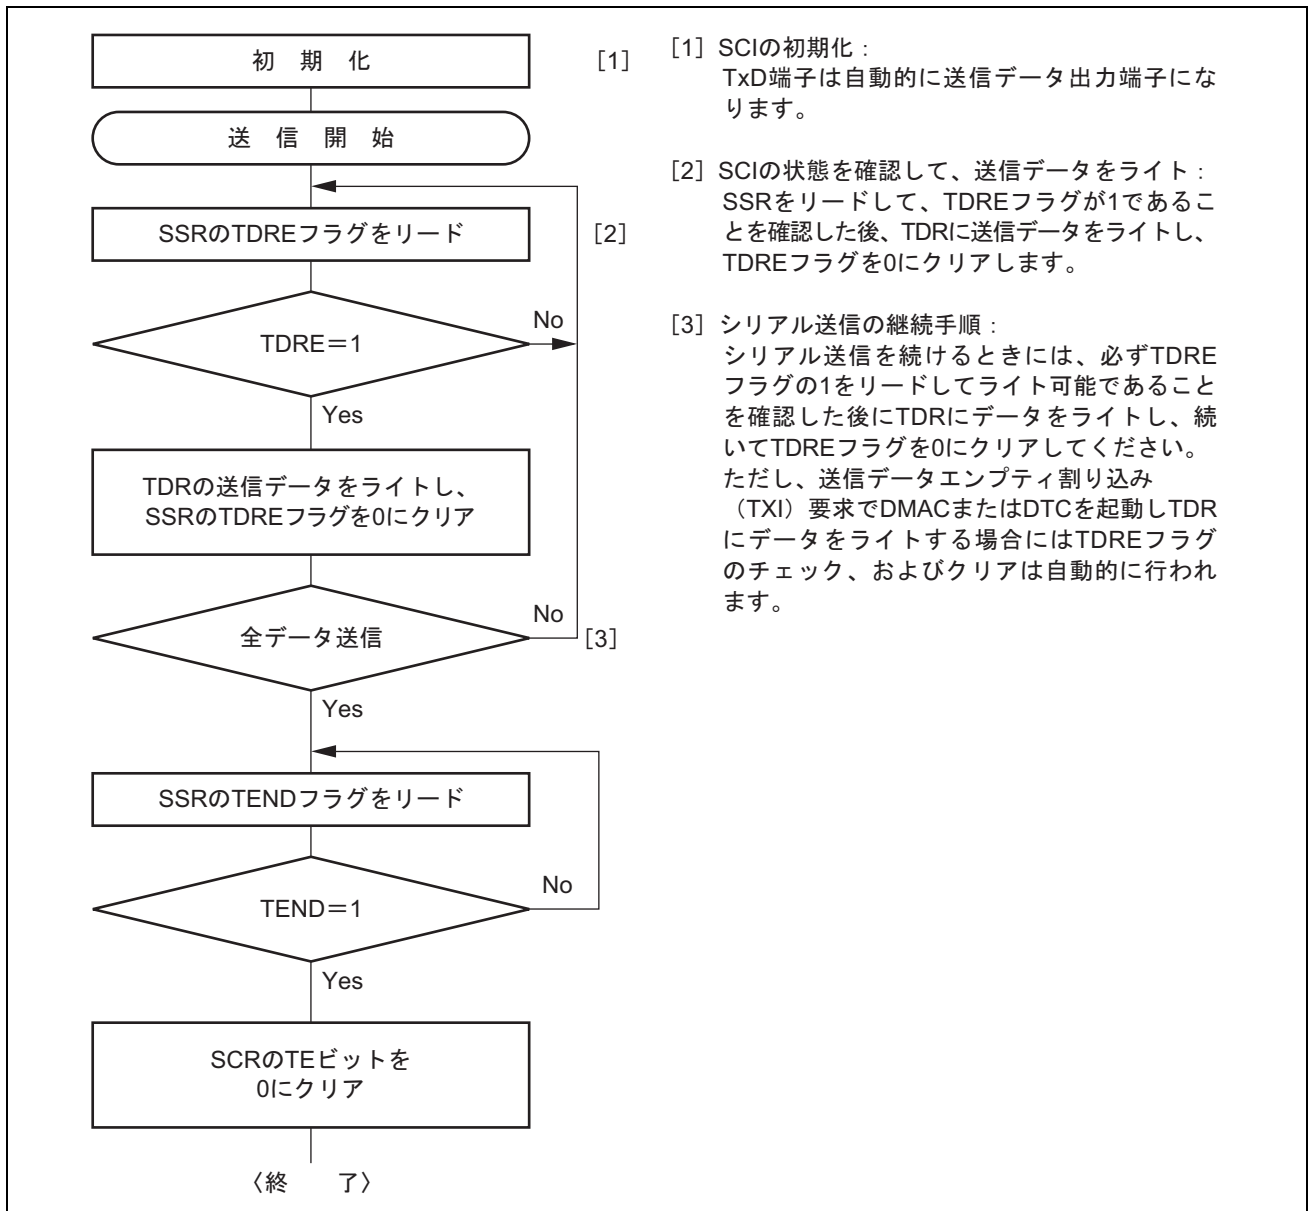 初　期　化
[1]
送　信　開　始
SSRのTDREフラグをリード
[2]
TDRE＝1
No
Yes
TDRの送信データをライトし、
SSRのTDREフラグを0にクリア
全データ送信
No
[3]
Yes
SSRのTENDフラグをリード
TEND＝1
No
Yes
SCRのTEビットを
0にクリア
〈終　　了〉
[1] SCIの初期化：
TxD端子は自動的に送信データ出力端子にな
ります。
[2] SCIの状態を確認して、送信データをライト：
SSRをリードして、TDREフラグが1であるこ
とを確認した後、TDRに送信データをライトし、
TDREフラグを0にクリアします。
[3] シリアル送信の継続手順：
シリアル送信を続けるときには、必ずTDRE
フラグの1をリードしてライト可能であること
を確認した後にTDRにデータをライトし、続
いてTDREフラグを0にクリアしてください。
ただし、送信データエンプティ割り込み
（TXI）要求でDMACまたはDTCを起動しTDR
にデータをライトする場合にはTDREフラグ
のチェック、およびクリアは自動的に行われ
ます。